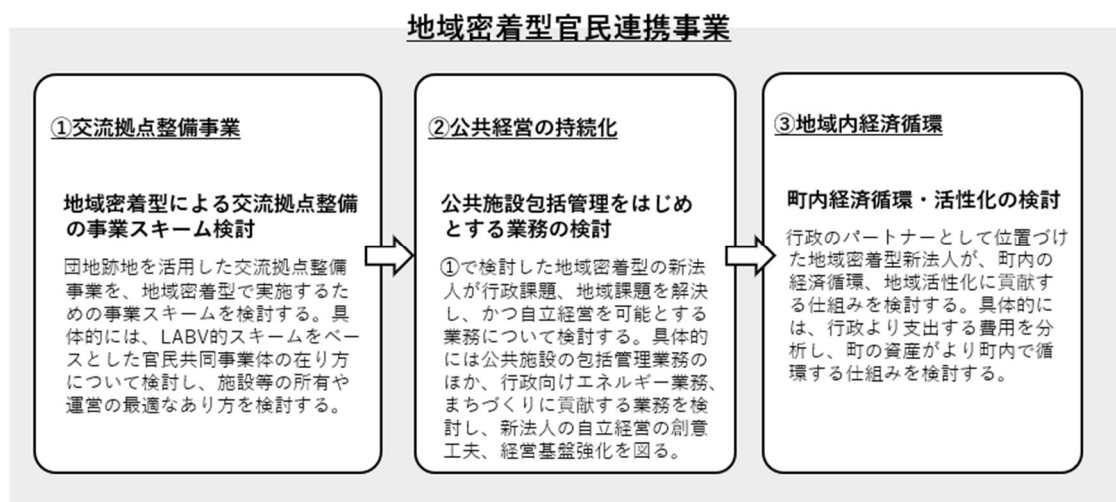 地域密着型官民連携事業
①交流拠点整備事業
地域密着型による交流拠点整備
の事業スキーム検討
団地跡地を活用した交流拠点整備
事業を、地域密着型で実施するた
めの事業スキームを検討する。具
体的には、LABV的スキームをベー
スとした官民共同事業体の在り方
について検討し、施設等の所有や
運営の最適なあり方を検討する。
②公共経営の持続化
公共施設包括管理をはじめ
とする業務の検討
①で検討した地域密着型の新法
人が行政課題、地域課題を解決
し、かつ自立経営を可能とする
業務について検討する。具体的
には公共施設の包括管理業務の
ほか、行政向けエネルギー業務、
まちづくりに貢献する業務を検
討し、新法人の自立経営の創意
工夫、経営基盤強化を図る。
③地域内経済循環
町内経済循環・活性化の検討
行政のパートナーとして位置づけ
た地域密着型新法人が、町内の
経済循環、地域活性化に貢献す
る仕組みを検討する。具体的に
は、行政より支出する費用を分
析し、町の資産がより町内で循
環する仕組みを検討する。